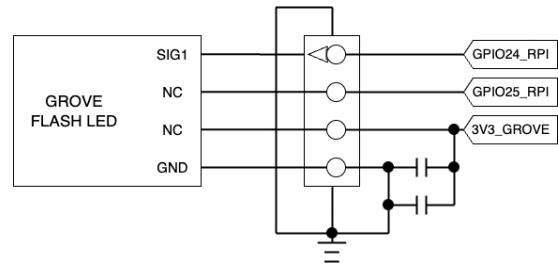 SIG1
GPIO24_RPI
NC
GPIO25_RPI
GROVE
FLASH LED
NC
3V3_GROVE
GND